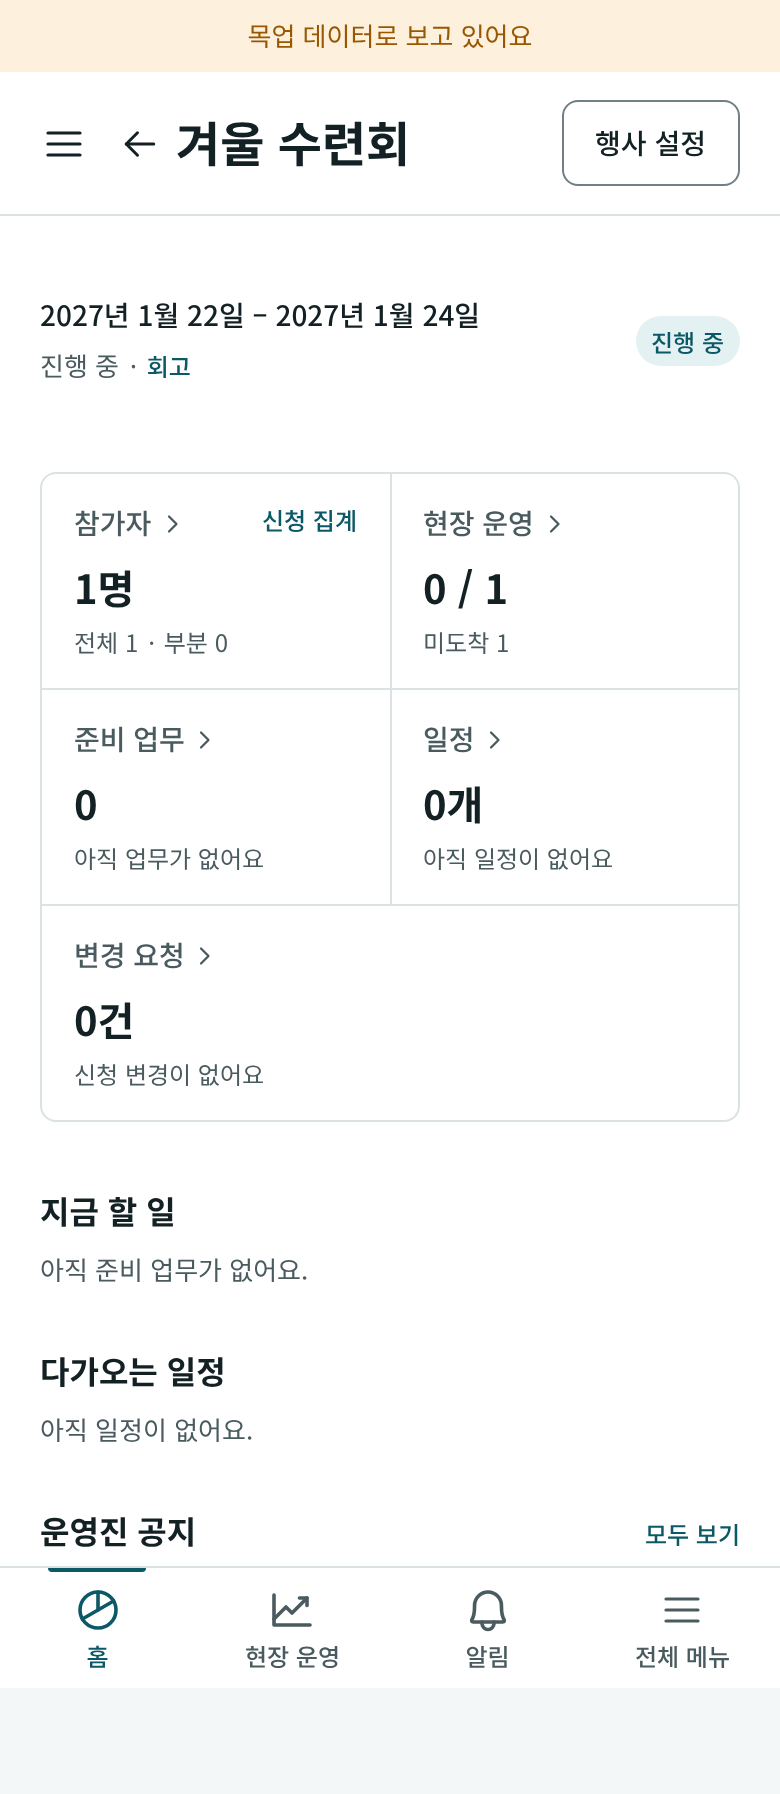 목업 데이터로 보고 있어요
겨울 수련회
행사 설정
2027년 1월 22일 – 2027년 1월 24일
진행 중 · 회고
진행 중
참가자
신청 집계
1명
전체 1 · 부분 0
현장 운영
0 / 1
미도착 1
준비 업무
0
아직 업무가 없어요
일정
0개
아직 일정이 없어요
변경 요청
0건
신청 변경이 없어요
지금 할 일
아직 준비 업무가 없어요.
다가오는 일정
아직 일정이 없어요.
운영진 공지
모두 보기
홈
현장 운영
알림
전체 메뉴